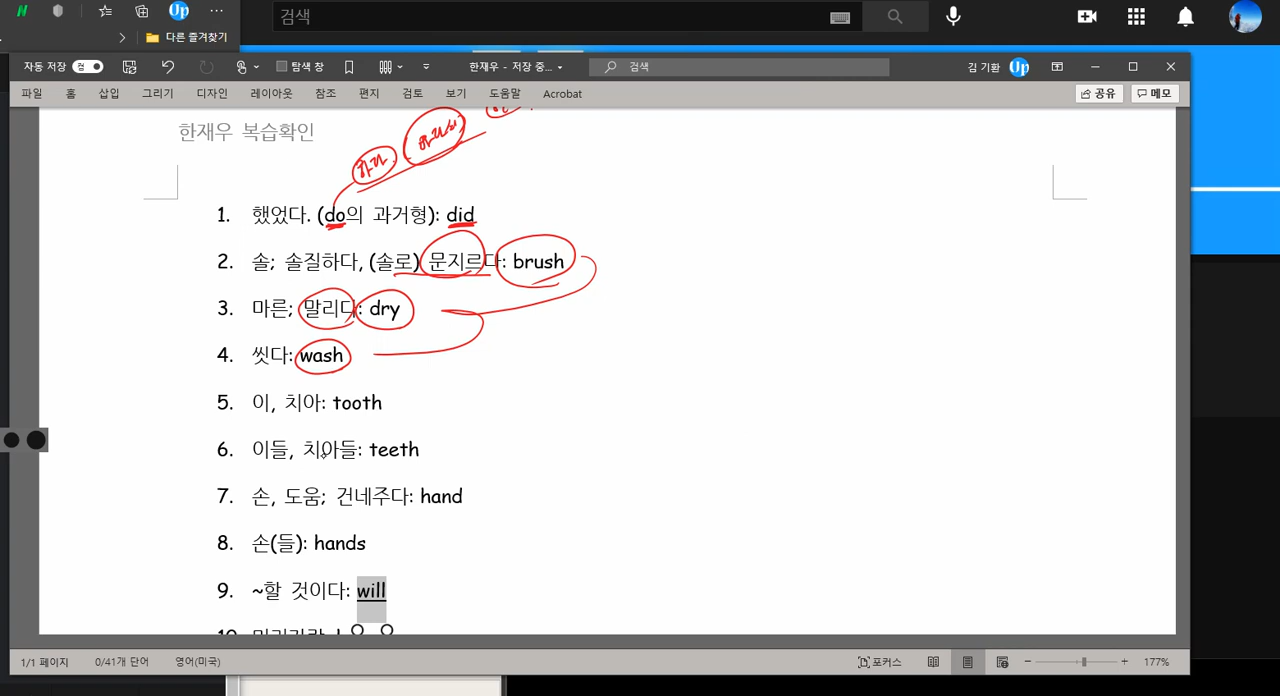 검색
다른 즐겨찾기
자동 저장 탐색 창 한재우 - 저장 중... 검색 김 기환 Up
파일 홈 삽입 그리기 디자인 레이아웃 참조 편지 검토 보기 도움말 Acrobat 공유 메모
한재우 복습확인
1. 했었다. (do의 과거형): did
2. 솔; 솔질하다, (솔로) 문지르다: brush
3. 마른; 말리다: dry
4. 씻다: wash
5. 이, 치아: tooth
6. 이들, 치아들: teeth
7. 손, 도움; 건네주다: hand
8. 손(들): hands
9. ~할 것이다: will
1/1 페이지 0/41개 단어 영어(미국) 포커스 177%